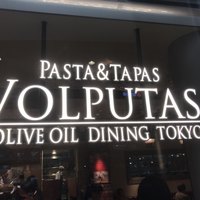 PASTA&TAPAS
VOLPUTAS
OLIVE OIL DINING TOKYO